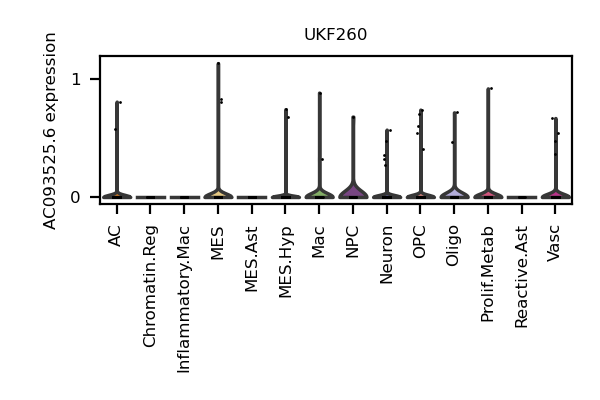 UKF260
AC093525.6 expression
1
0
AC
Chromatin.Reg
Inflammatory.Mac
MES
MES.Ast
MES.Hyp
Mac
NPC
Neuron
OPC
Oligo
Prolif.Metab
Reactive.Ast
Vasc